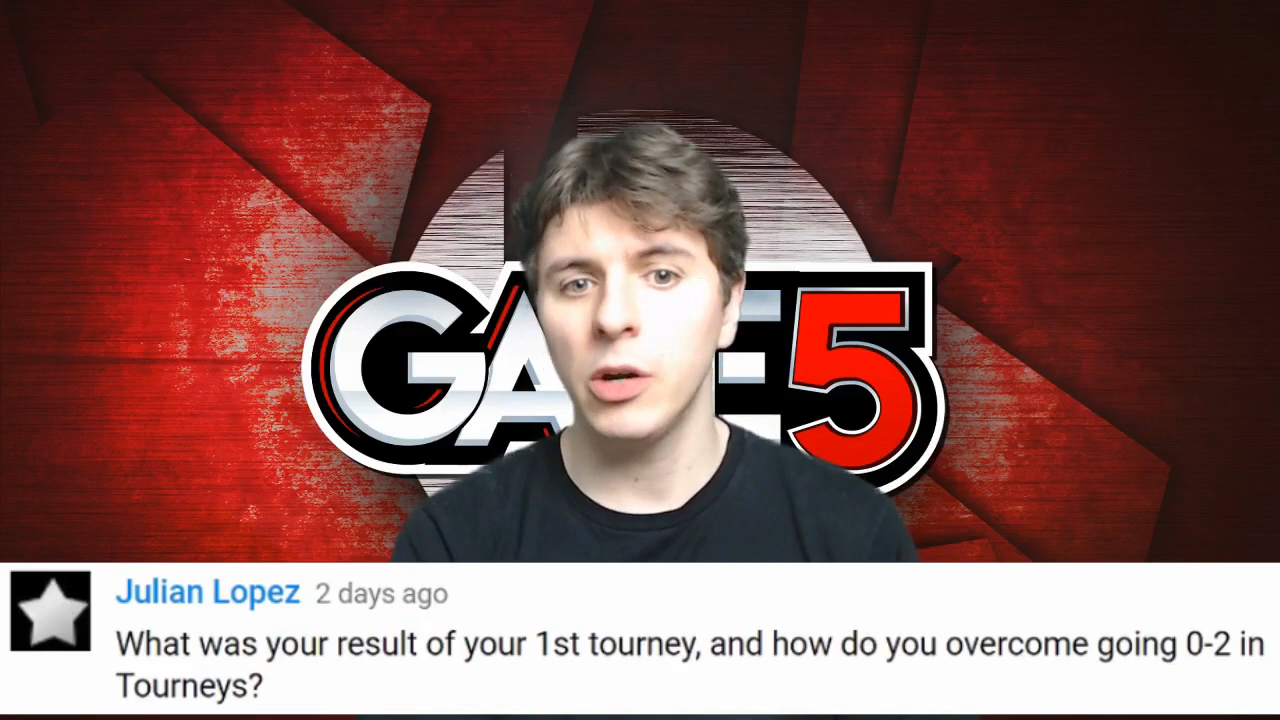 GAME5
Julian Lopez 2 days ago
What was your result of your 1st tourney, and how do you overcome going 0-2 in
Tourneys?